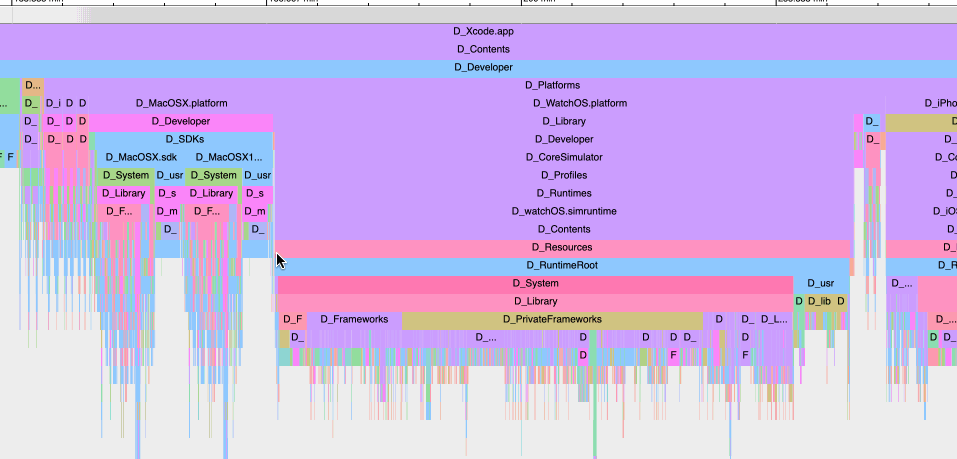 D_Xcode.app
D_Contents
D_Developer
D... D_Platforms
... D_ D_i D D D_MacOSX.platform D_WatchOS.platform D_iPho
D_ D_ D D D_Developer D_Library D_
D_ D_ D D D_SDKs D_Developer D_ D_
F F D_MacOSX.sdk D_MacOSX1... D_CoreSimulator D_Co
D_System D_usr D_System D_usr D_Profiles D
D_Library D_s D_Library D_s D_Runtimes D_
D_F... D_m D_F... D_m D_watchOS.simruntime D_iO
D_ D_ D_Contents D_
D_Resources D_
D_RuntimeRoot D_R
D_System D_usr D_...
D_Library D D_lib D
D_F D_Frameworks D_PrivateFrameworks D D_ D_L... D_...
D_ D_... D D D D_ D D D_
D F F